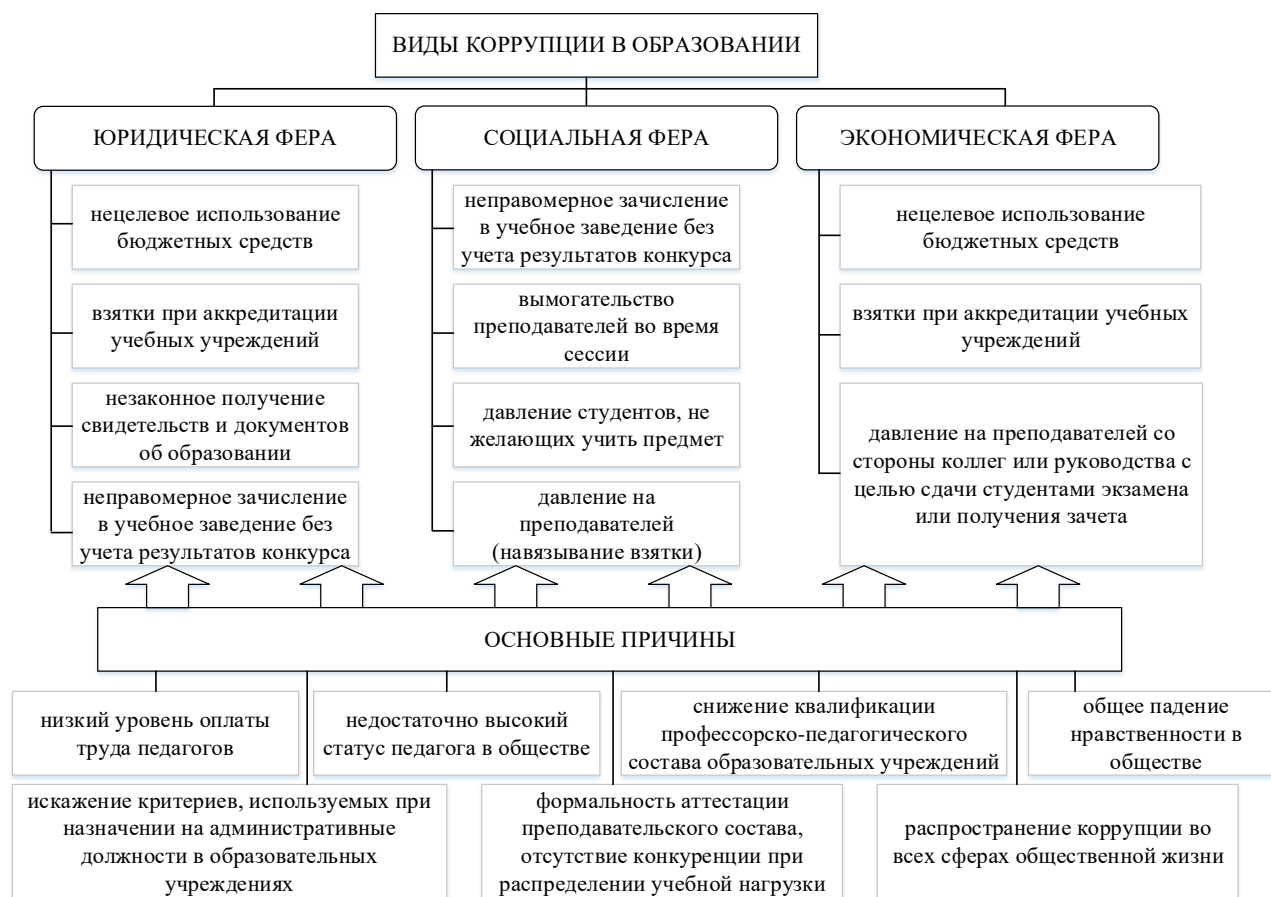 ВИДЫ КОРРУПЦИИ В ОБРАЗОВАНИИ
ЮРИДИЧЕСКАЯ ФЕРА
СОЦИАЛЬНАЯ ФЕРА
ЭКОНОМИЧЕСКАЯ ФЕРА
нецелевое использование
бюджетных средств
взятки при аккредитации
учебных учреждений
незаконное получение
свидетельств и документов
об образовании
неправомерное зачисление
в учебное заведение без
учета результатов конкурса
неправомерное зачисление
в учебное заведение без
учета результатов конкурса
вымогательство
преподавателей во время
сессии
давление студентов, не
желающих учить предмет
давление на
преподавателей
(навязывание взятки)
нецелевое использование
бюджетных средств
взятки при аккредитации учебных
учреждений
давление на преподавателей со
стороны коллег или руководства с
целью сдачи студентами экзамена
или получения зачета
ОСНОВНЫЕ ПРИЧИНЫ
низкий уровень оплаты
труда педагогов
недостаточно высокий
статус педагога в обществе
снижение квалификации
профессорско-педагогического
состава образовательных учреждений
общее падение
нравственности в
обществе
искажение критериев, используемых при
назначении на административные
должности в образовательных
учреждениях
формальность аттестации
преподавательского состава,
отсутствие конкуренции при
распределении учебной нагрузки
распространение коррупции во
всех сферах общественной жизни